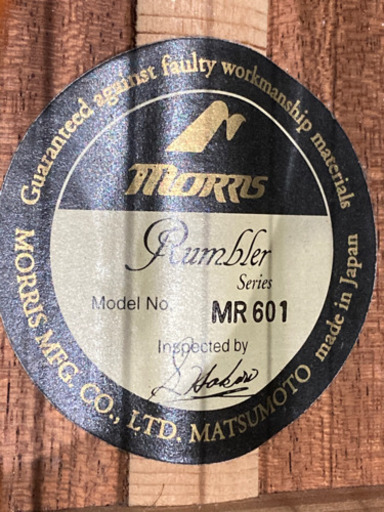 Guaranteed against faulty workmanship materials
MORRIS
Rumbler
Series
Model No. MR 601
Inspected by
MORRIS MFG. CO., LTD. MATSUMOTO made in Japan